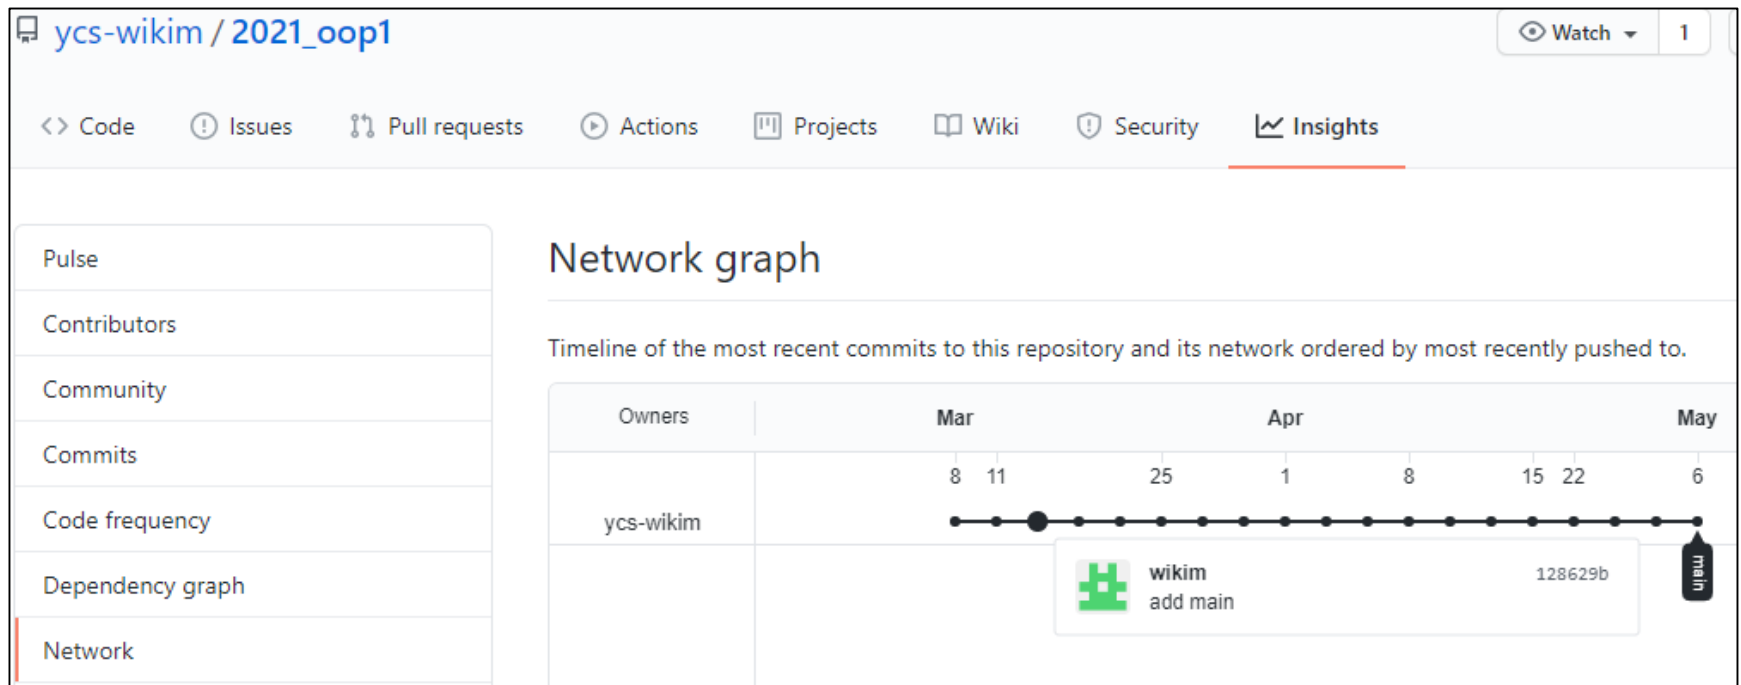 ycs-wikim / 2021_oop1
Watch 1
Code Issues Pull requests Actions Projects Wiki Security Insights
Pulse
Contributors
Community
Commits
Code frequency
Dependency graph
Network
Network graph
Timeline of the most recent commits to this repository and its network ordered by most recently pushed to.
Owners Mar Apr May
8 11 25 1 8 15 22 6
ycs-wikim
wikim 128629b
add main
main